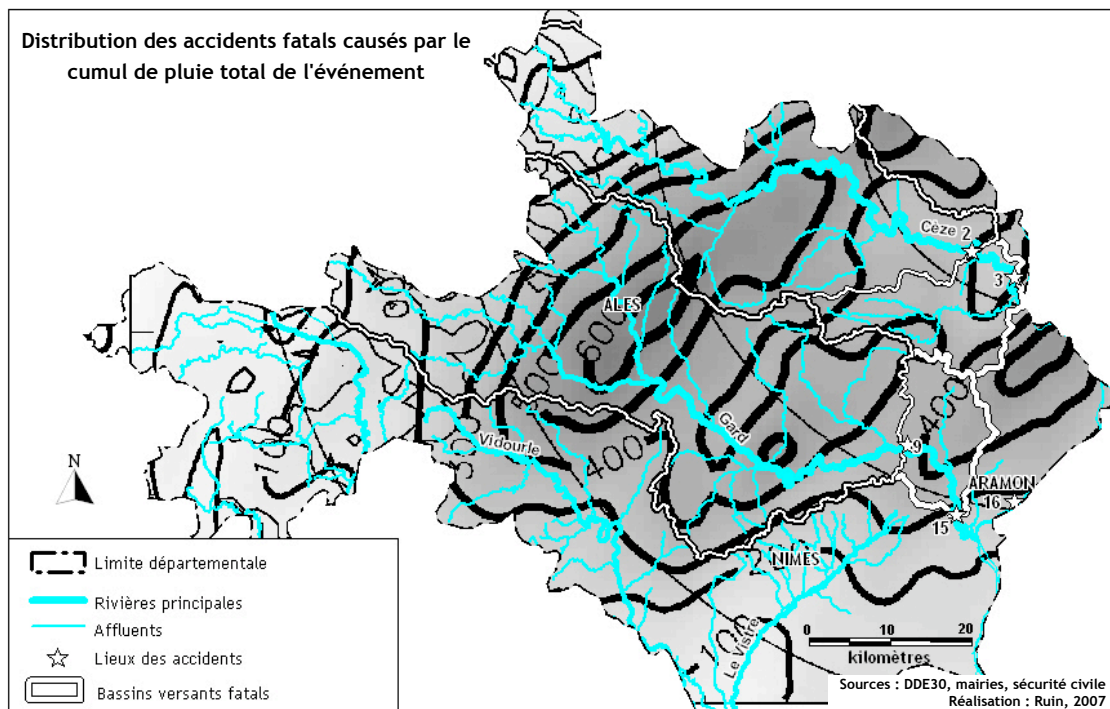 Distribution des accidents fatals causés par le
cumul de pluie total de l'événement
Cèze 2
3
ALES
600
400
Gard
Vidourle
400
9
ARAMON
16
15
NIMES
100
Le Vistre
N
0 10 20
kilomètres
Limite départementale
Rivières principales
Affluents
Lieux des accidents
Bassins versants fatals
Sources : DDE30, mairies, sécurité civile
Réalisation : Ruin, 2007